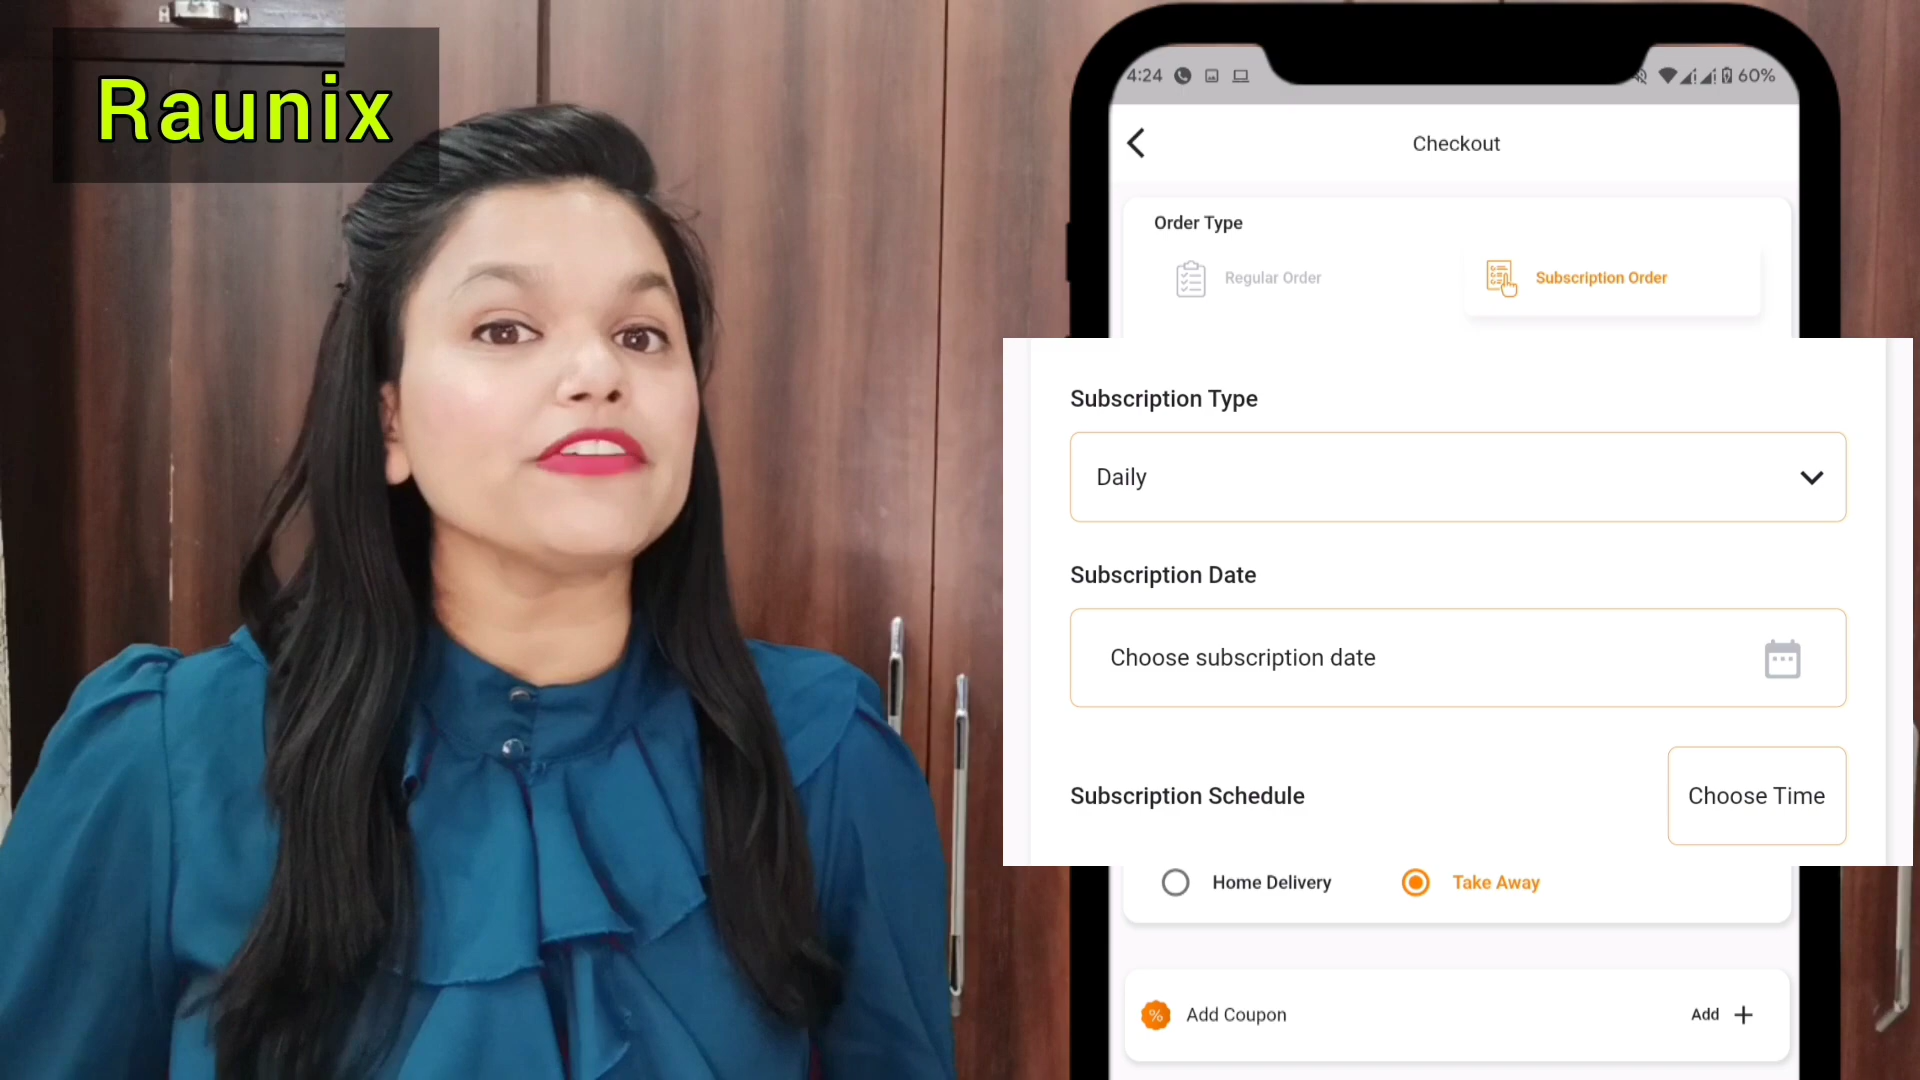 Raunix
4:24
60%
Checkout
Order Type
Regular Order
Subscription Order
Subscription Type
Daily
Subscription Date
Choose subscription date
Subscription Schedule
Choose Time
Home Delivery
Take Away
%
Add Coupon
Add +